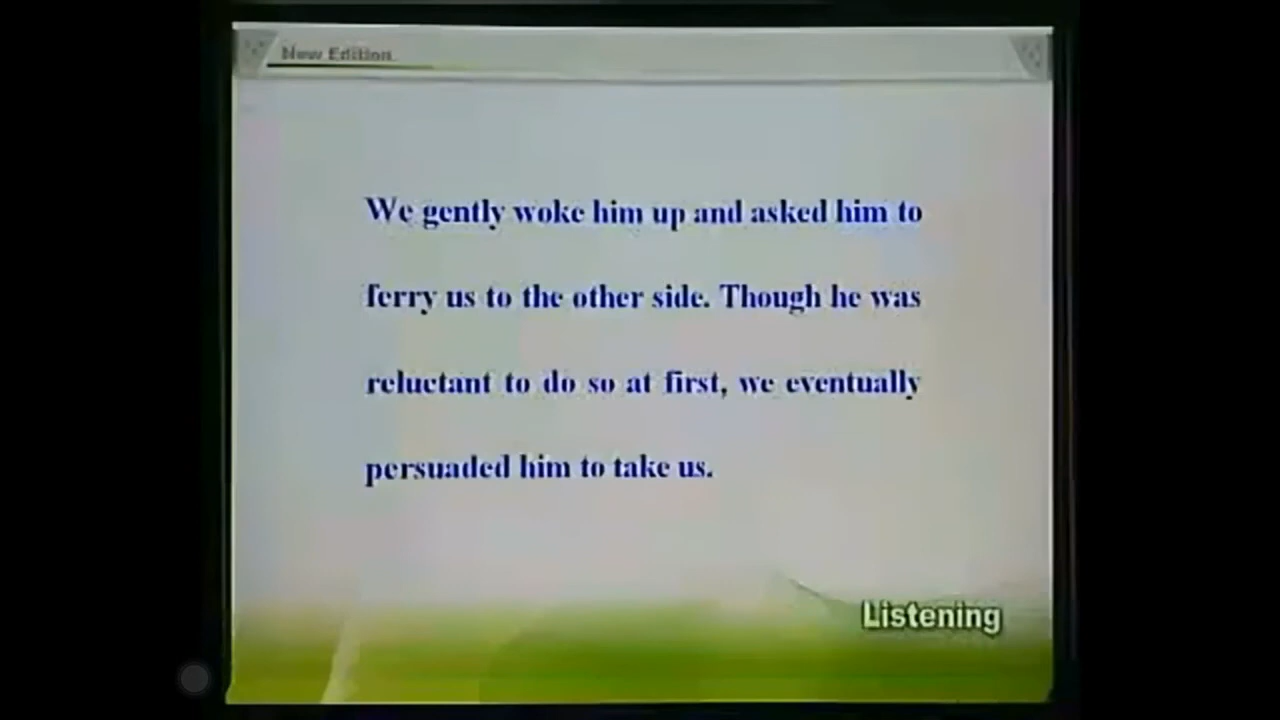 New Edition
We gently woke him up and asked him to
ferry us to the other side. Though he was
reluctant to do so at first, we eventually
persuaded him to take us.
Listening